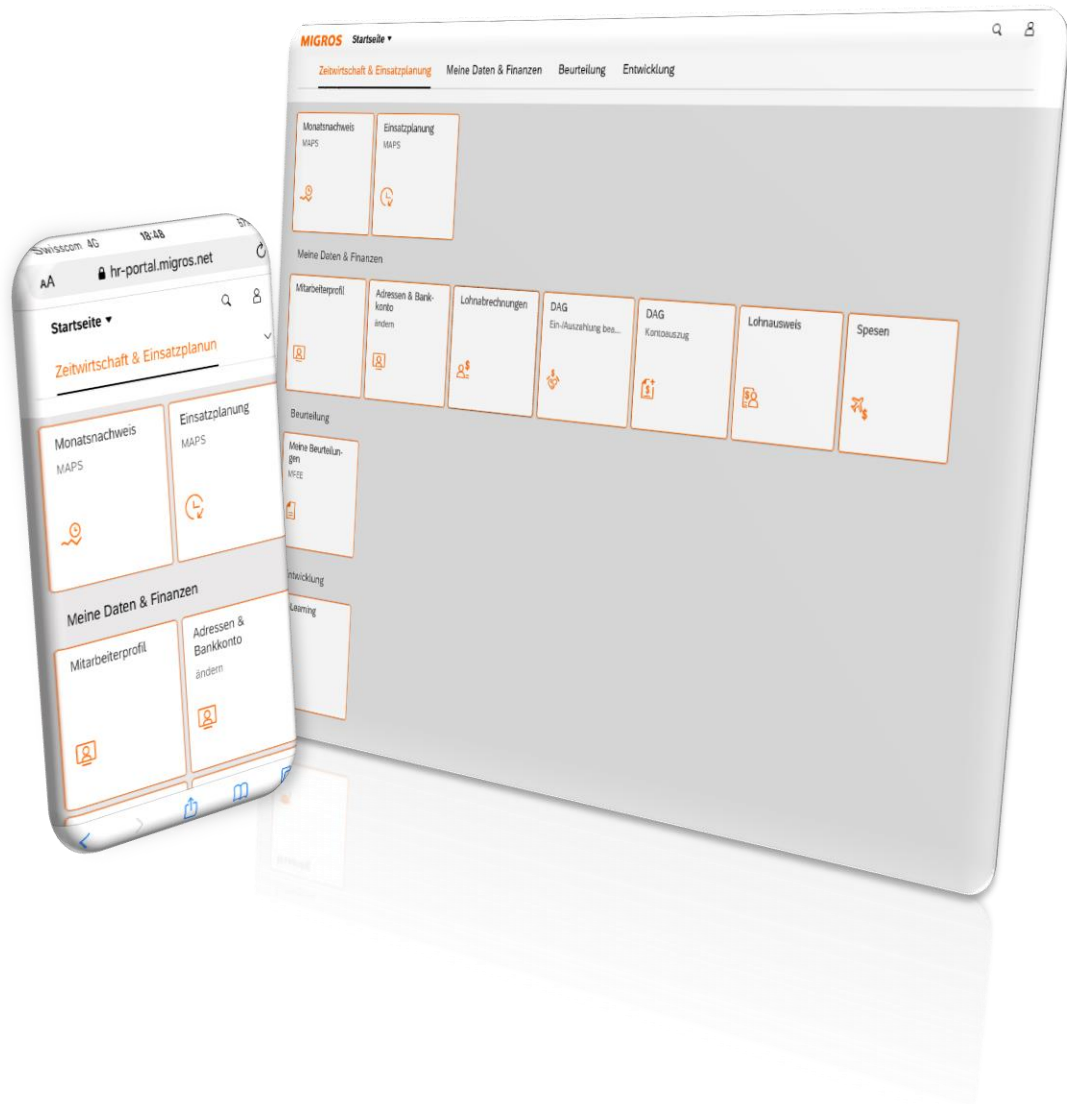 MIGROS Startseite ▾
Zeitwirtschaft & Einsatzplanung Meine Daten & Finanzen Beurteilung Entwicklung
Monatsnachweis
MAPS
Einsatzplanung
MAPS
Meine Daten & Finanzen
Mitarbeiterprofil
Adressen & Bank-
konto
ändern
Lohnabrechnungen
DAG
Ein-/Auszahlung bea...
DAG
Kontoauszug
Lohnausweis
Spesen
Beurteilung
Meine Beurteilun-
gen
MFEE
ntwicklung
-Learning
Swisscom 4G 18:48
AA hr-portal.migros.net
Startseite ▾
Zeitwirtschaft & Einsatzplanun
Monatsnachweis
MAPS
Einsatzplanung
MAPS
Meine Daten & Finanzen
Mitarbeiterprofil
Adressen &
Bankkonto
ändern